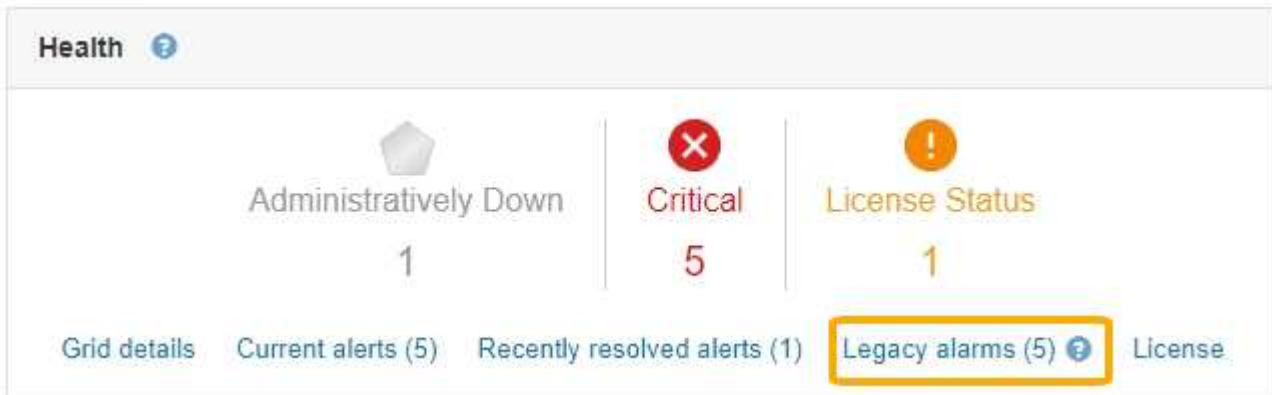 Health ?
Administratively Down Critical License Status
1 5 1
Grid details Current alerts (5) Recently resolved alerts (1) Legacy alarms (5) ? License